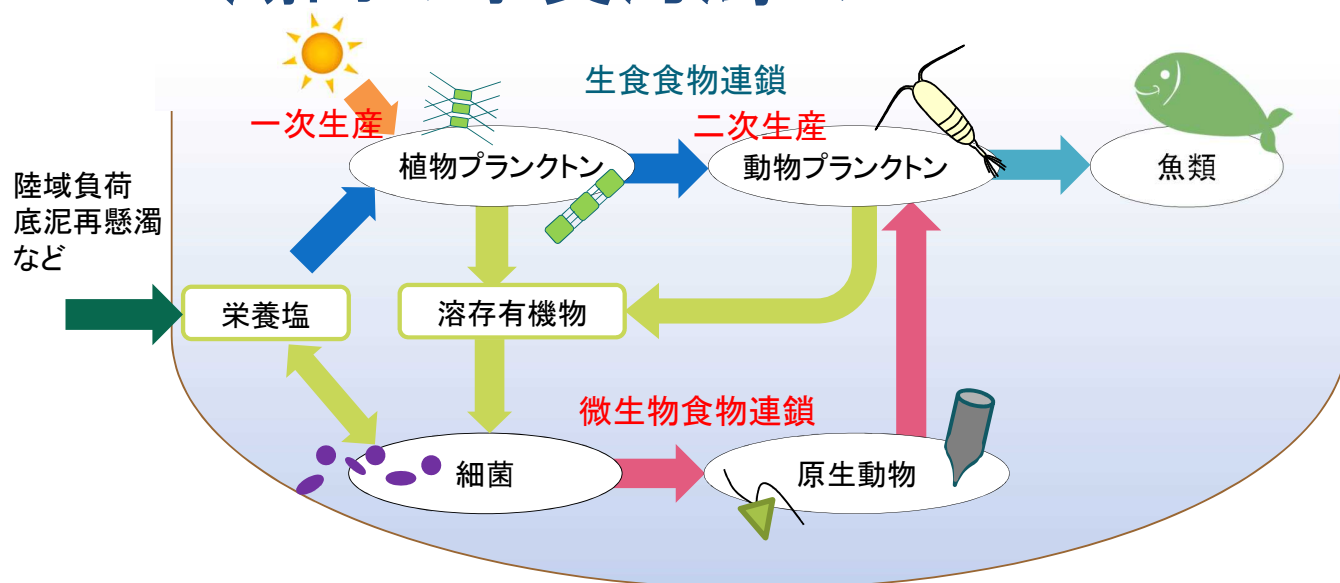 生食食物連鎖
一次生産
二次生産
植物プランクトン
動物プランクトン
魚類
陸域負荷
底泥再懸濁
など
栄養塩
溶存有機物
微生物食物連鎖
細菌
原生動物